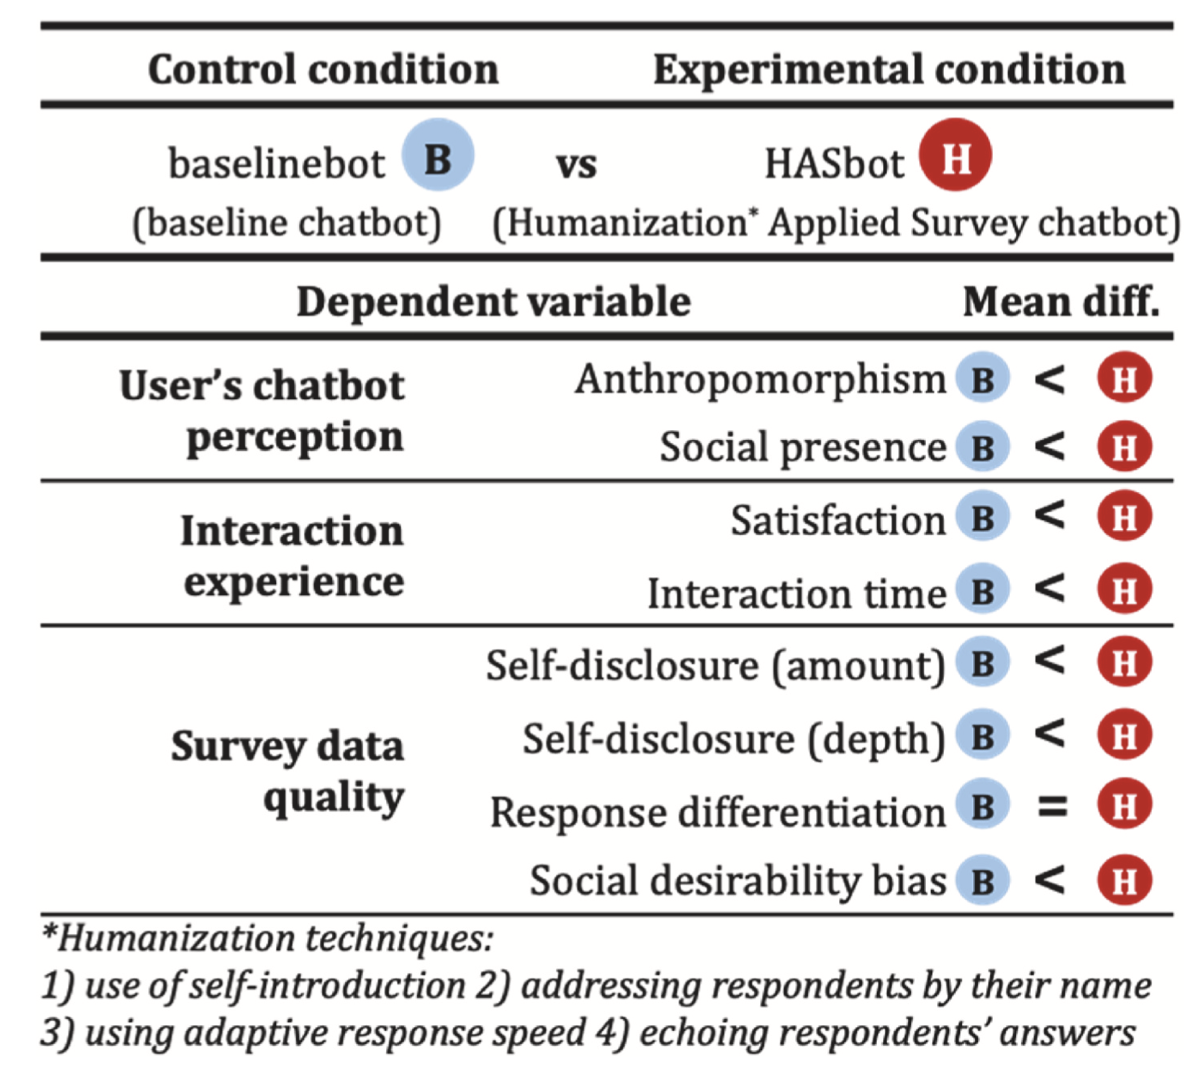 Control condition Experimental condition
baselinebot B vs HASbot H
(baseline chatbot) (Humanization* Applied Survey chatbot)
Dependent variable Mean diff.
User’s chatbot perception
Anthropomorphism B < H
Social presence B < H
Interaction experience
Satisfaction B < H
Interaction time B < H
Survey data quality
Self-disclosure (amount) B < H
Self-disclosure (depth) B < H
Response differentiation B = H
Social desirability bias B < H
*Humanization techniques:
1) use of self-introduction 2) addressing respondents by their name
3) using adaptive response speed 4) echoing respondents’ answers